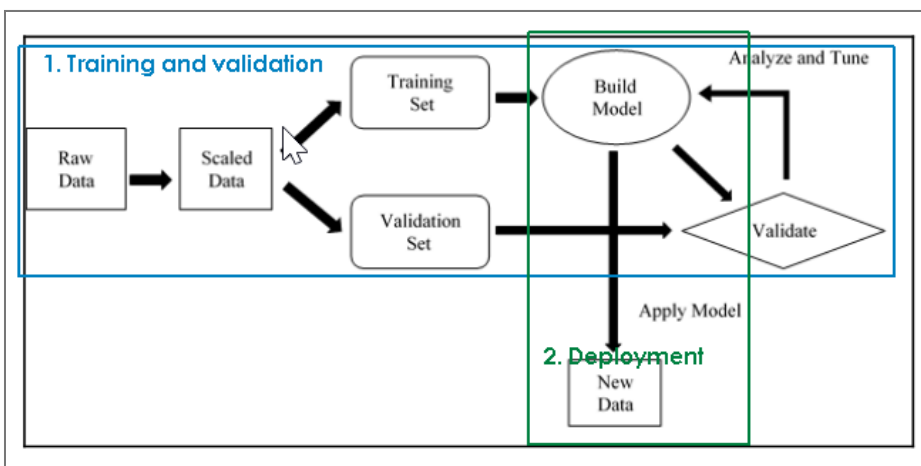 1. Training and validation
Analyze and Tune
Training
Set
Build
Model
Raw
Data
Scaled
Data
Validation
Set
Validate
Apply Model
2. Deployment
New
Data